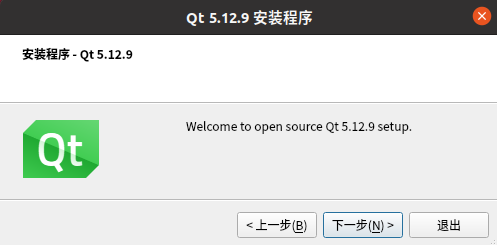 Qt 5.12.9 安装程序
安装程序 - Qt 5.12.9
Qt
Welcome to open source Qt 5.12.9 setup.
< 上一步(B) 下一步(N) > 退出